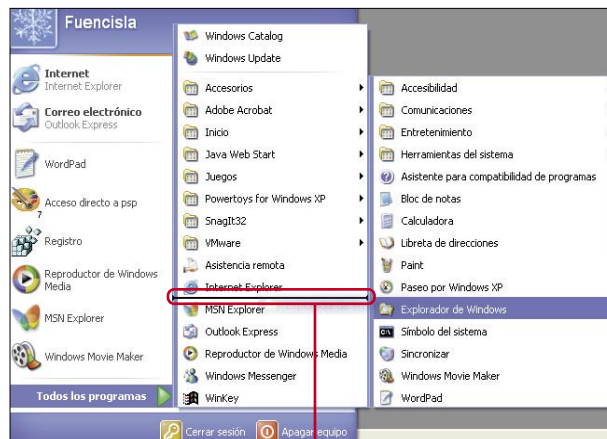 Fuencisla
Internet
Internet Explorer
Correo electrónico
Outlook Express
WordPad
Acceso directo a psp
7
Registro
Reproductor de Windows
Media
MSN Explorer
Windows Movie Maker
Todos los programas
Windows Catalog
Windows Update
Accesorios
Adobe Acrobat
Inicio
Java Web Start
Juegos
Powertoys for Windows XP
SnagIt32
VMware
Asistencia remota
Internet Explorer
MSN Explorer
Outlook Express
Reproductor de Windows Media
Windows Messenger
WinKey
Accesibilidad
Comunicaciones
Entretenimiento
Herramientas del sistema
Asistente para compatibilidad de programas
Bloc de notas
Calculadora
Libreta de direcciones
Paint
Paseo por Windows XP
Explorador de Windows
Símbolo del sistema
Sincronizar
Windows Movie Maker
WordPad
Cerrar sesión
Apagar equipo